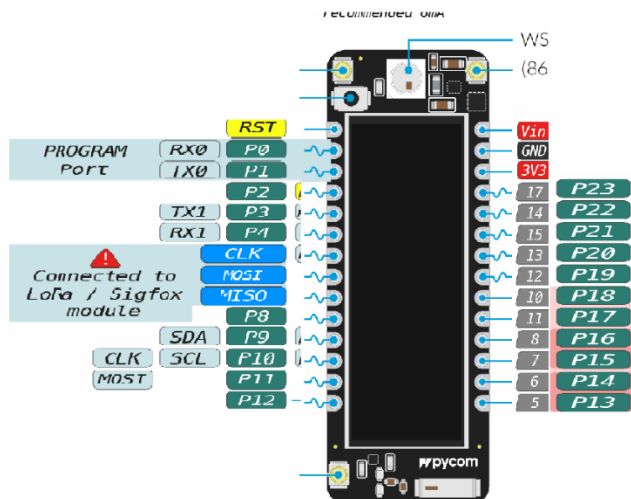 recommended 6mA
WS
(86
RST
Vin
PROGRAM
Port
RX0 P0
GND
TX0 P1
3V3
P2
17 P23
TX1 P3
14 P22
RX1 P4
15 P21
CLK
13 P20
Connected to
LoRa / Sigfox
module
MOSI
12 P19
MISO
10 P18
P8
11 P17
SDA P9
8 P16
CLK SCL P10
7 P15
MOSI P11
6 P14
P12
5 P13
pycom